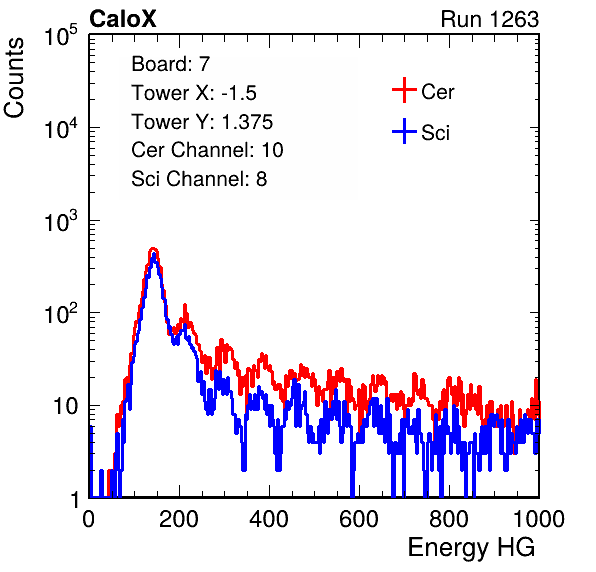 CaloX Run 1263
Counts
10^5
10^4
10^3
10^2
10
1
Board: 7
Tower X: -1.5
Tower Y: 1.375
Cer Channel: 10
Sci Channel: 8
Cer
Sci
0 200 400 600 800 1000
Energy HG